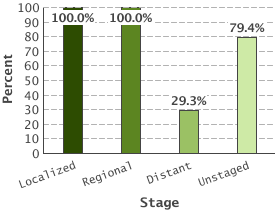 100
90
80
70
60
50
40
30
20
10
0
Percent
100.0%
100.0%
29.3%
79.4%
Localized
Regional
Distant
Unstaged
Stage